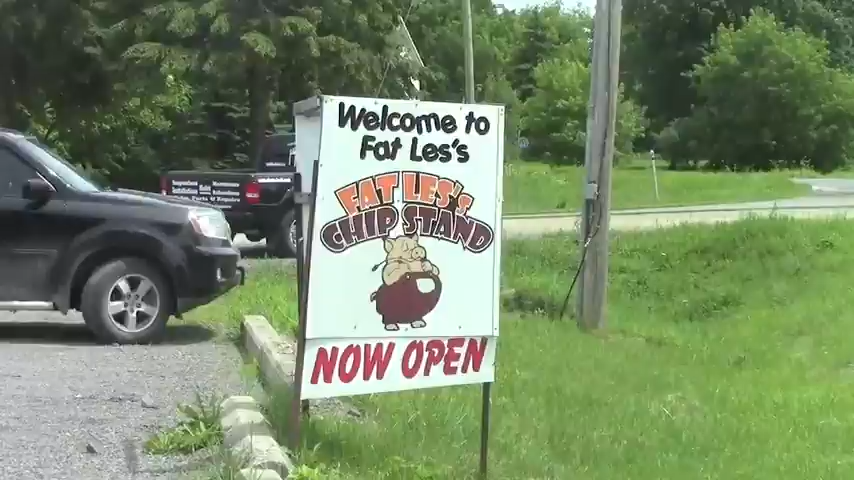 Welcome to
Fat Les's
FAT LES'S
CHIP STAND
NOW OPEN